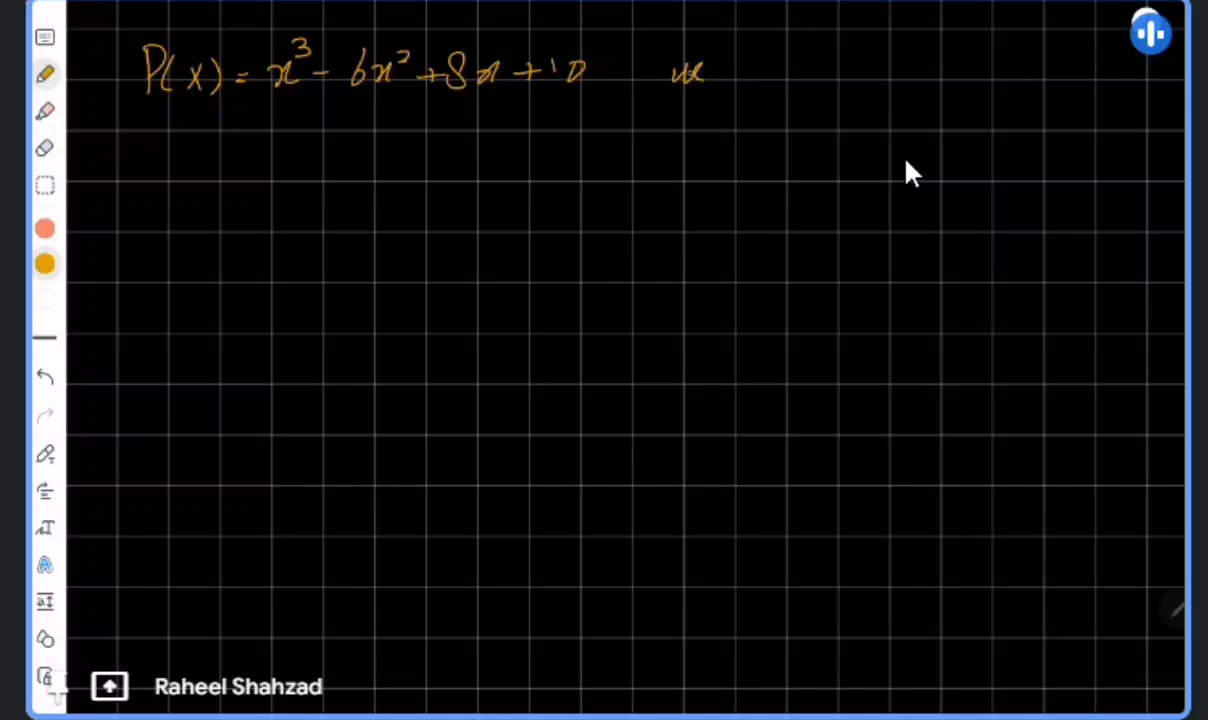 P(x) = x³ - 6x² + 8x + 10
Raheel Shahzad